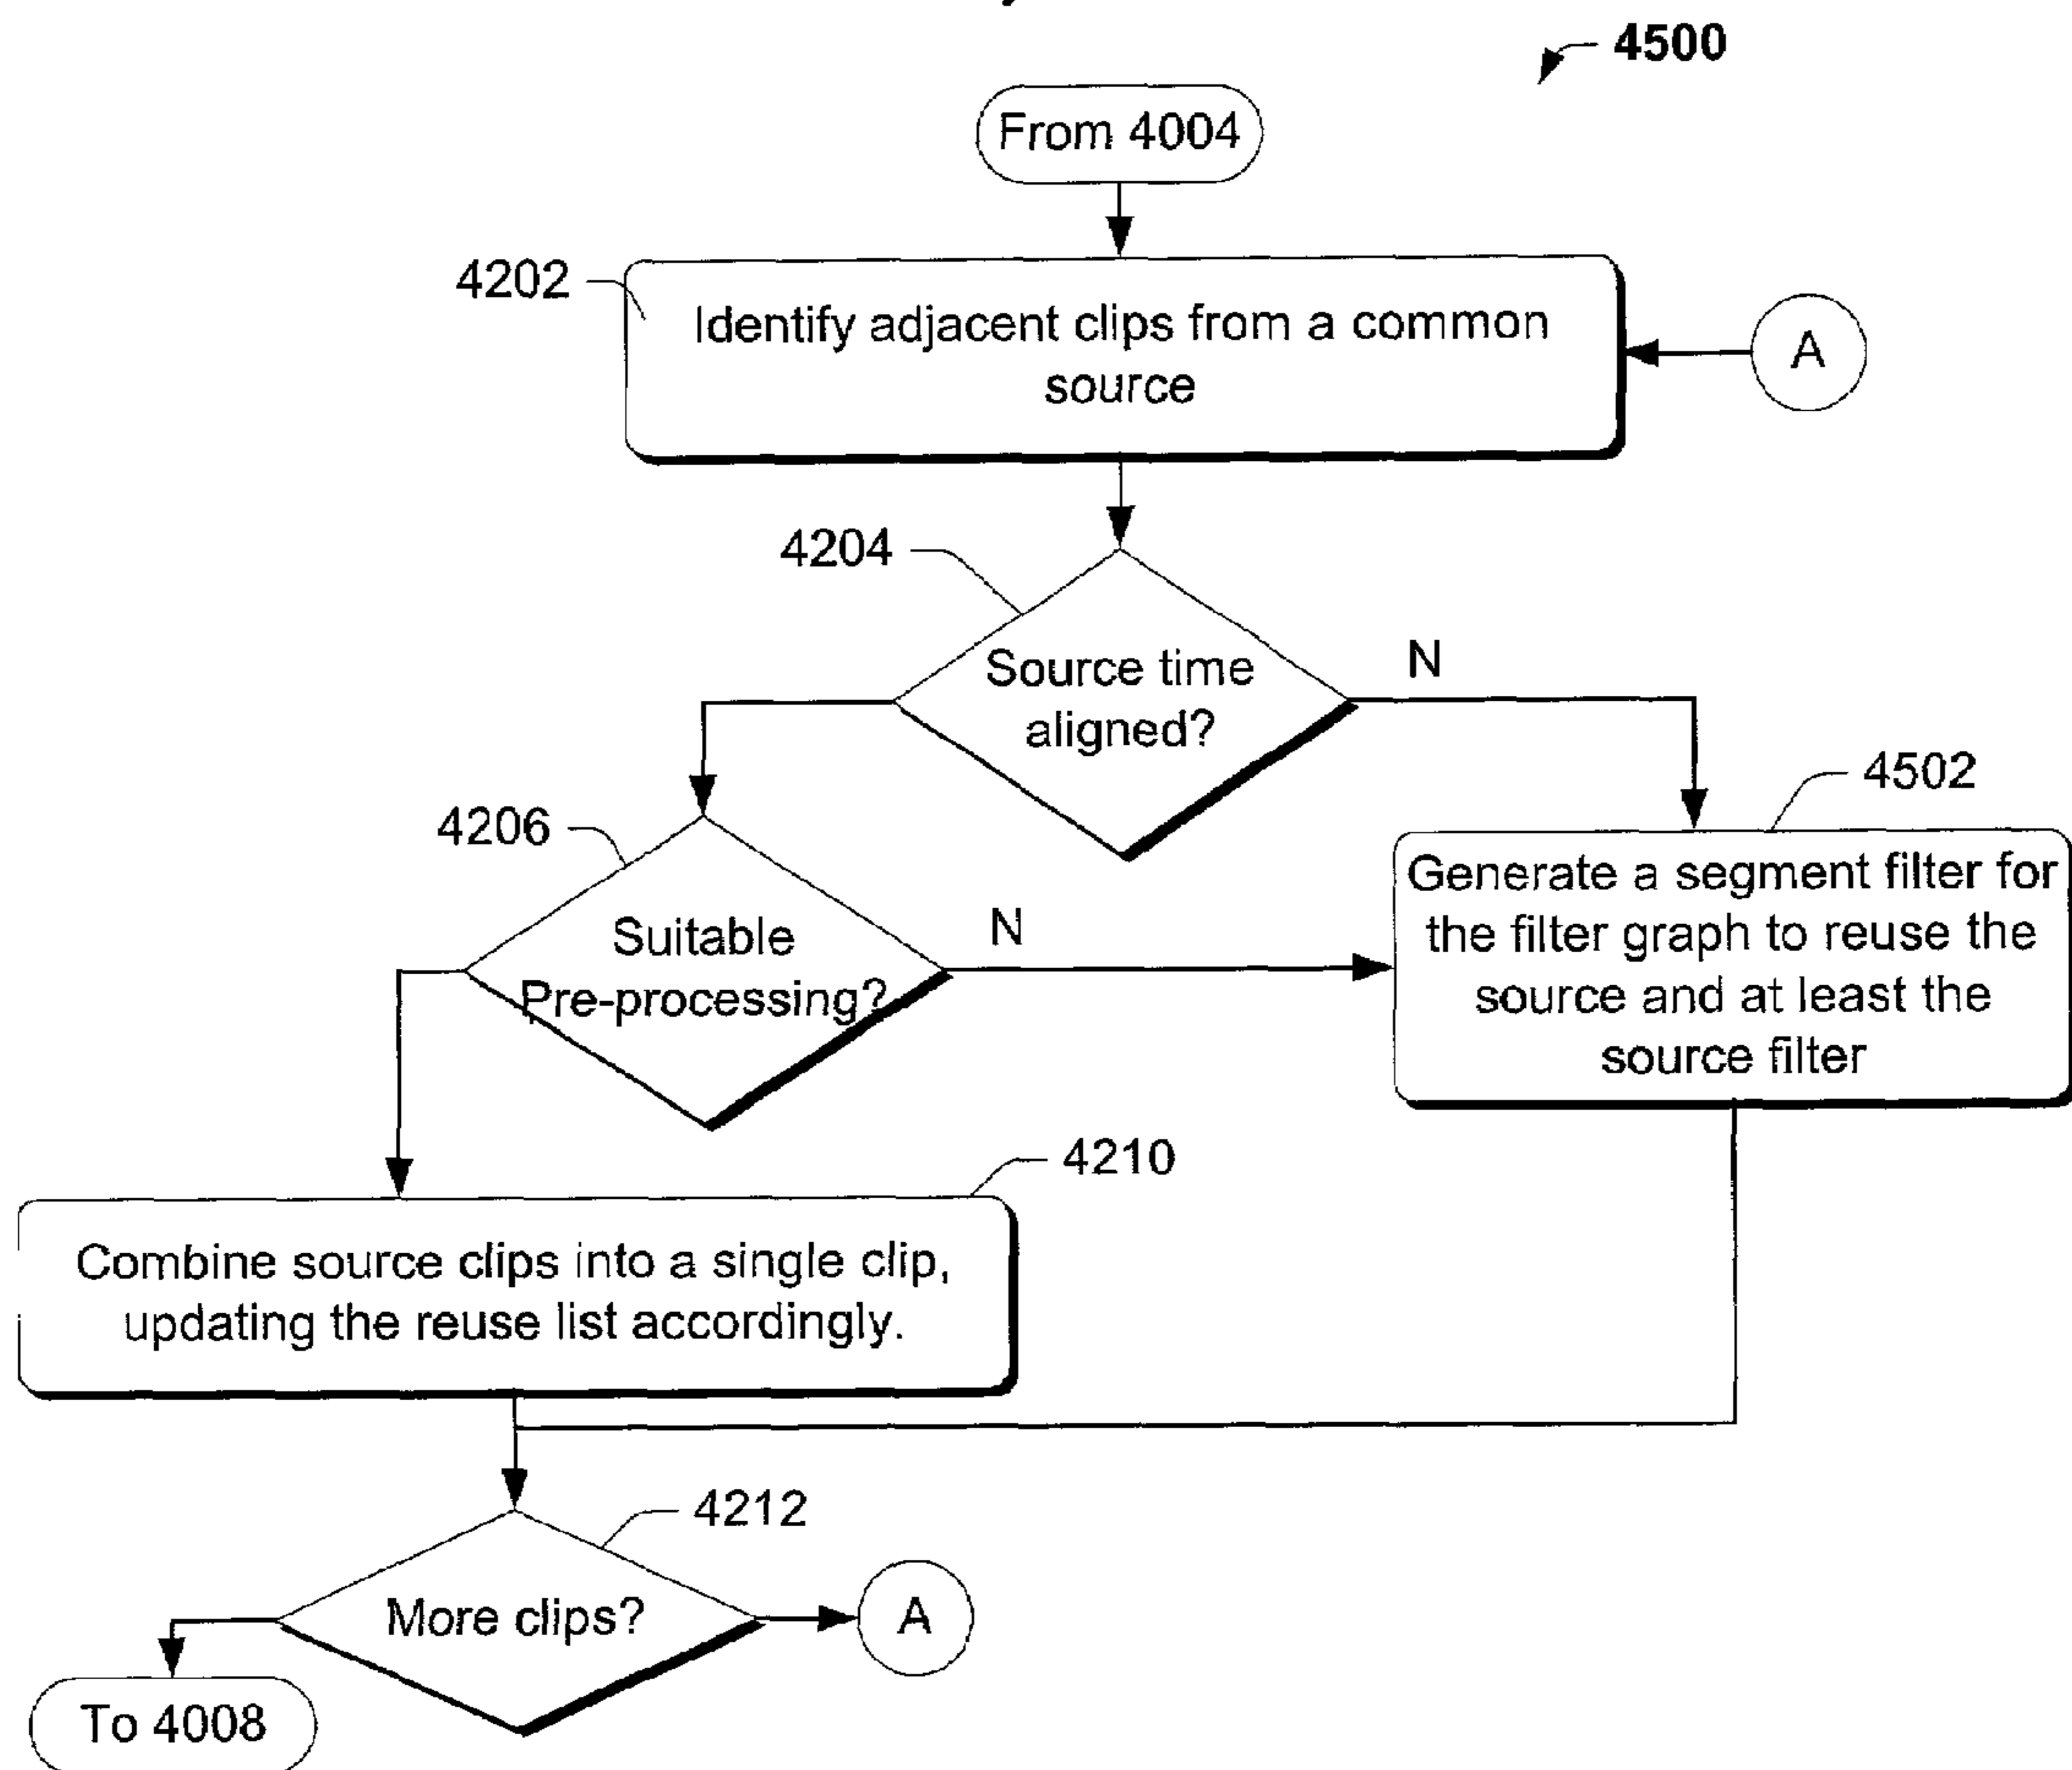 4500
From 4004
4202
Identify adjacent clips from a common
source
A
4204
Source time
aligned?
N
4502
Generate a segment filter for
the filter graph to reuse the
source and at least the
source filter
4206
Suitable
Pre-processing?
N
4210
Combine source clips into a single clip,
updating the reuse list accordingly.
4212
More clips?
A
To 4008